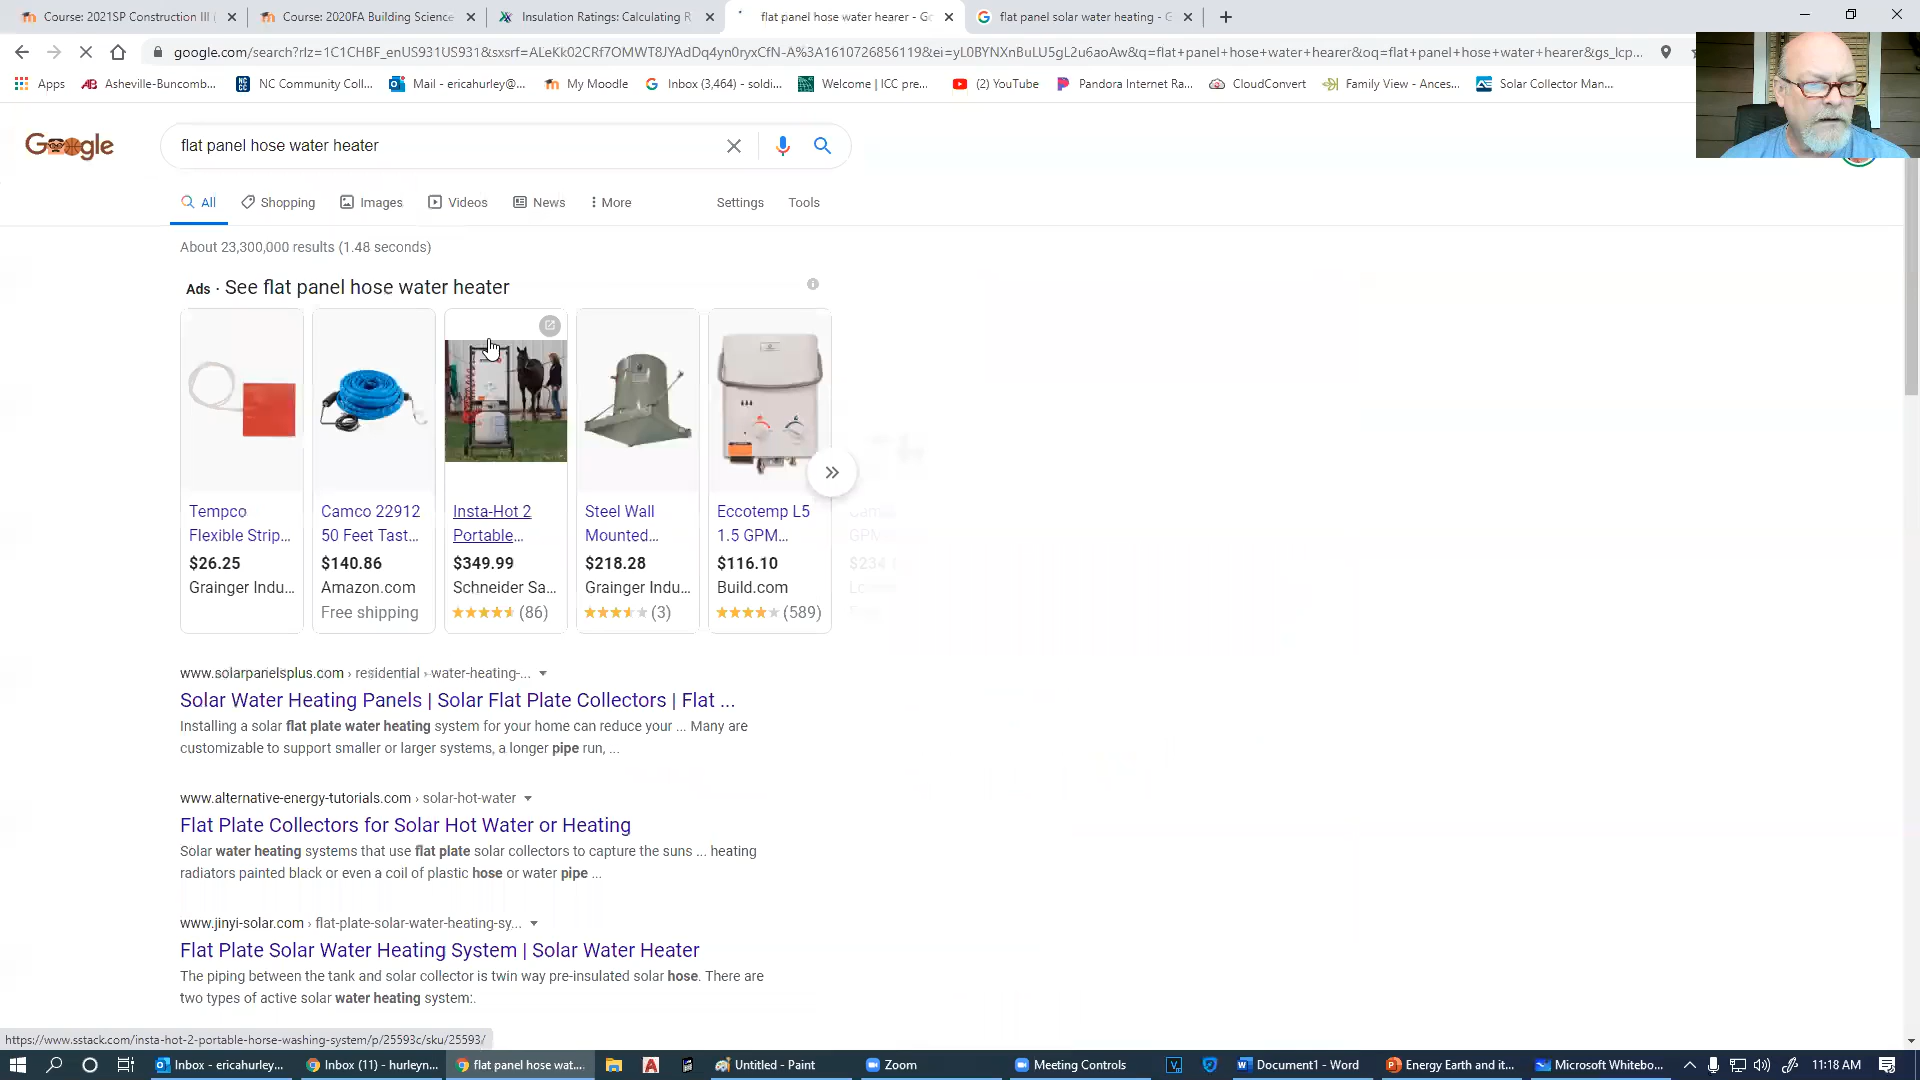 Course: 2021SP Construction III (
Course: 2020FA Building Science
Insulation Ratings: Calculating R
flat panel hose water hearer - Go
flat panel solar water heating - G
google.com/search?rlz=1C1CHBF_enUS931US931&sxsrf=ALeKk02CRf7OMWT8JYAdDq4yn0ryxCfN-A%3A1610726856119&ei=yL0BYNXnBuLU5gL2u6aoAw&q=flat+panel+hose+water+hearer&oq=flat+panel+hose+water+hearer&gs_lcp...
Apps
Asheville-Buncomb...
NC Community Coll...
Mail - ericahurley@...
My Moodle
Inbox (3,464) - soldi...
Welcome | ICC pre...
(2) YouTube
Pandora Internet Ra...
CloudConvert
Family View - Ances...
Solar Collector Man...
Google
flat panel hose water heater
All
Shopping
Images
Videos
News
More
Settings
Tools
About 23,300,000 results (1.48 seconds)
Ads · See flat panel hose water heater
Tempco
Flexible Strip...
$26.25
Grainger Indu...
Camco 22912
50 Feet Tast...
$140.86
Amazon.com
Free shipping
Insta-Hot 2
Portable...
$349.99
Schneider Sa...
(86)
Steel Wall
Mounted...
$218.28
Grainger Indu...
(3)
Eccotemp L5
1.5 GPM...
$116.10
Build.com
(589)
www.solarpanelsplus.com › residential › water-heating-...
Solar Water Heating Panels | Solar Flat Plate Collectors | Flat ...
Installing a solar flat plate water heating system for your home can reduce your ... Many are
customizable to support smaller or larger systems, a longer pipe run, ...
www.alternative-energy-tutorials.com › solar-hot-water
Flat Plate Collectors for Solar Hot Water or Heating
Solar water heating systems that use flat plate solar collectors to capture the suns ... heating
radiators painted black or even a coil of plastic hose or water pipe ...
www.jinyi-solar.com › flat-plate-solar-water-heating-sy...
Flat Plate Solar Water Heating System | Solar Water Heater
The piping between the tank and solar collector is twin way pre-insulated solar hose. There are
two types of active solar water heating system:.
https://www.sstack.com/insta-hot-2-portable-horse-washing-system/p/25593c/sku/25593/
Inbox - ericahurley...
Inbox (11) - hurleyn...
flat panel hose wat...
Untitled - Paint
Zoom
Meeting Controls
Document1 - Word
Energy Earth and it...
Microsoft Whitebo...
11:18 AM